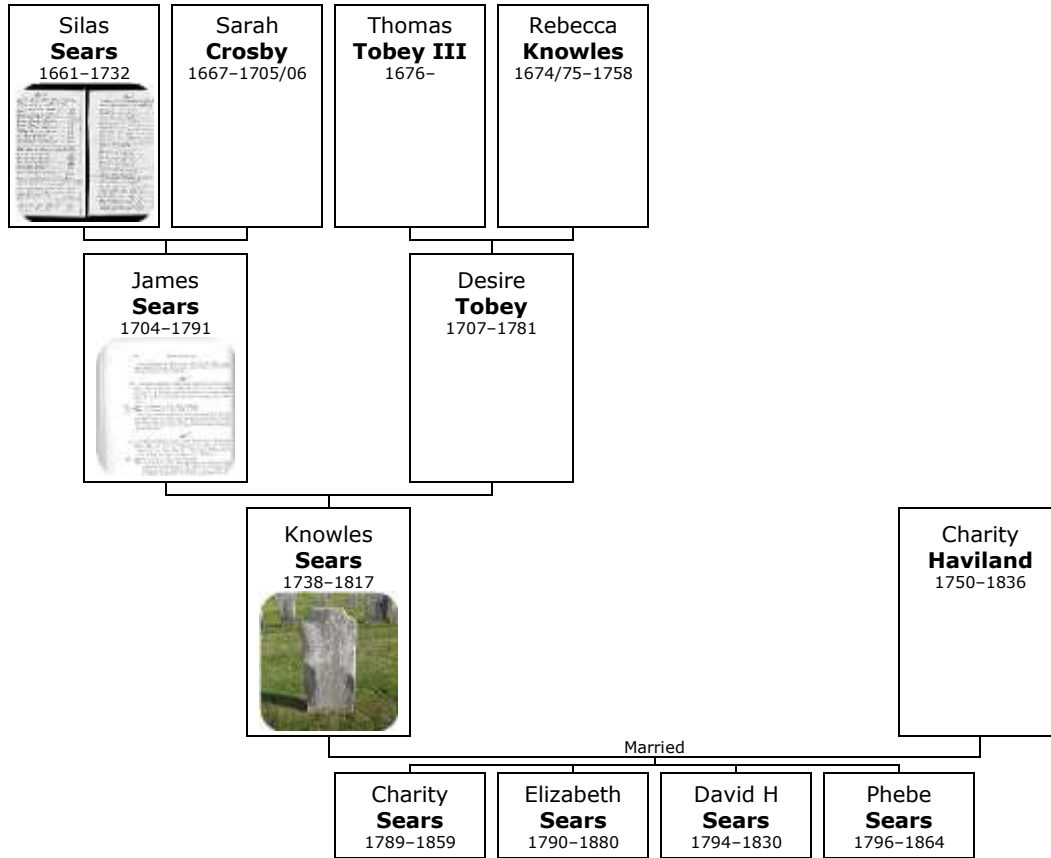 Silas
Sears
1661–1732
Sarah
Crosby
1667–1705/06
Thomas
Tobey III
1676–
Rebecca
Knowles
1674/75–1758
James
Sears
1704–1791
Desire
Tobey
1707–1781
Knowles
Sears
1738–1817
Charity
Haviland
1750–1836
Married
Charity
Sears
1789–1859
Elizabeth
Sears
1790–1880
David H
Sears
1794–1830
Phebe
Sears
1796–1864